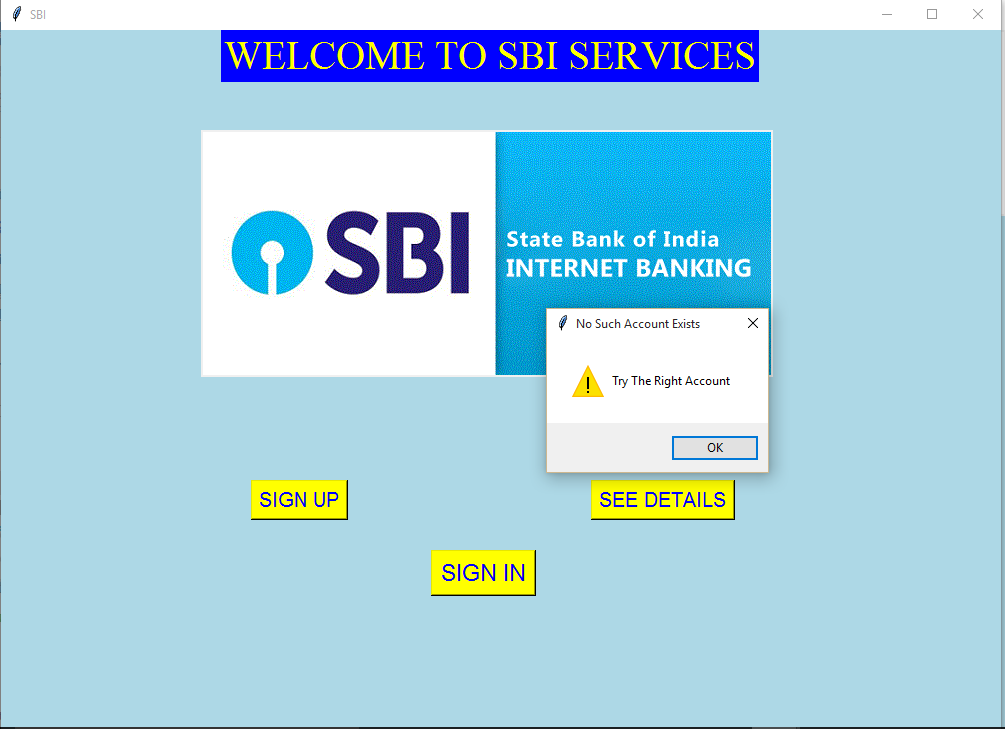 SBI
WELCOME TO SBI SERVICES
SBI
State Bank of India
INTERNET BANKING
No Such Account Exists
Try The Right Account
OK
SIGN UP
SEE DETAILS
SIGN IN